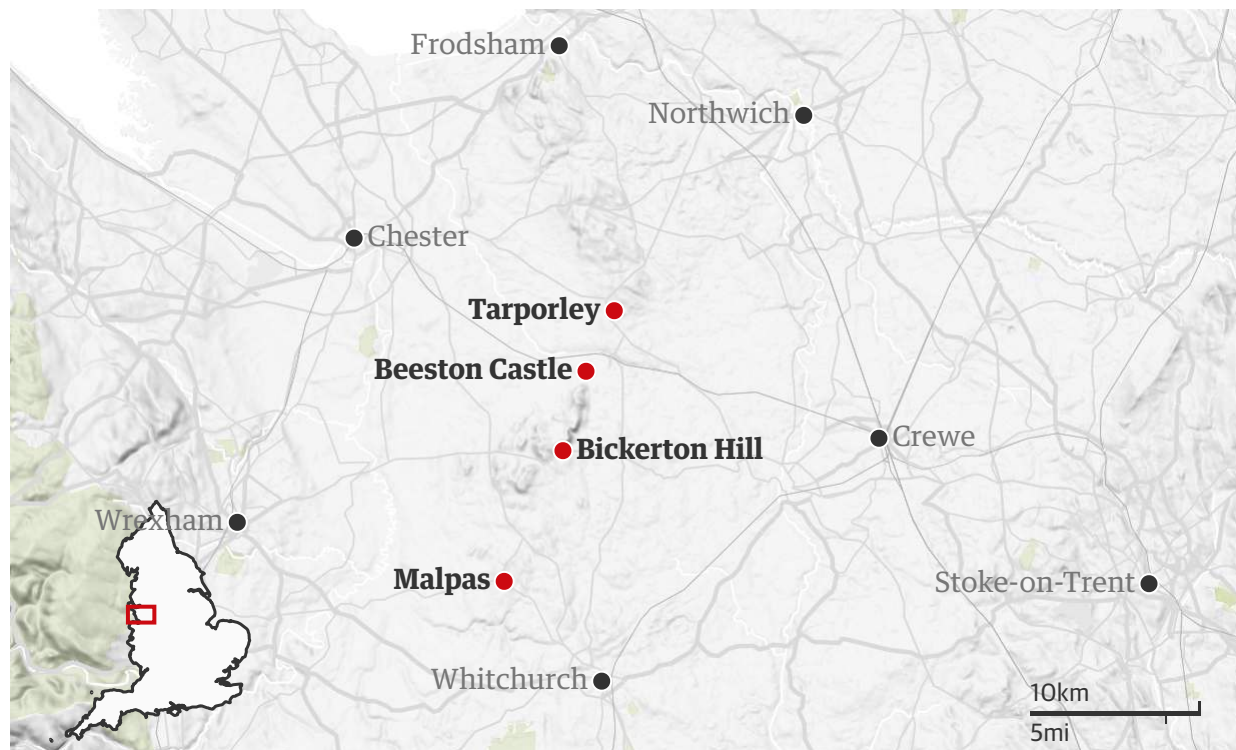 Frodsham
Northwich
Chester
Tarporley
Beeston Castle
Bickerton Hill
Crewe
Wrexham
Malpas
Stoke-on-Trent
Whitchurch
10km
5mi